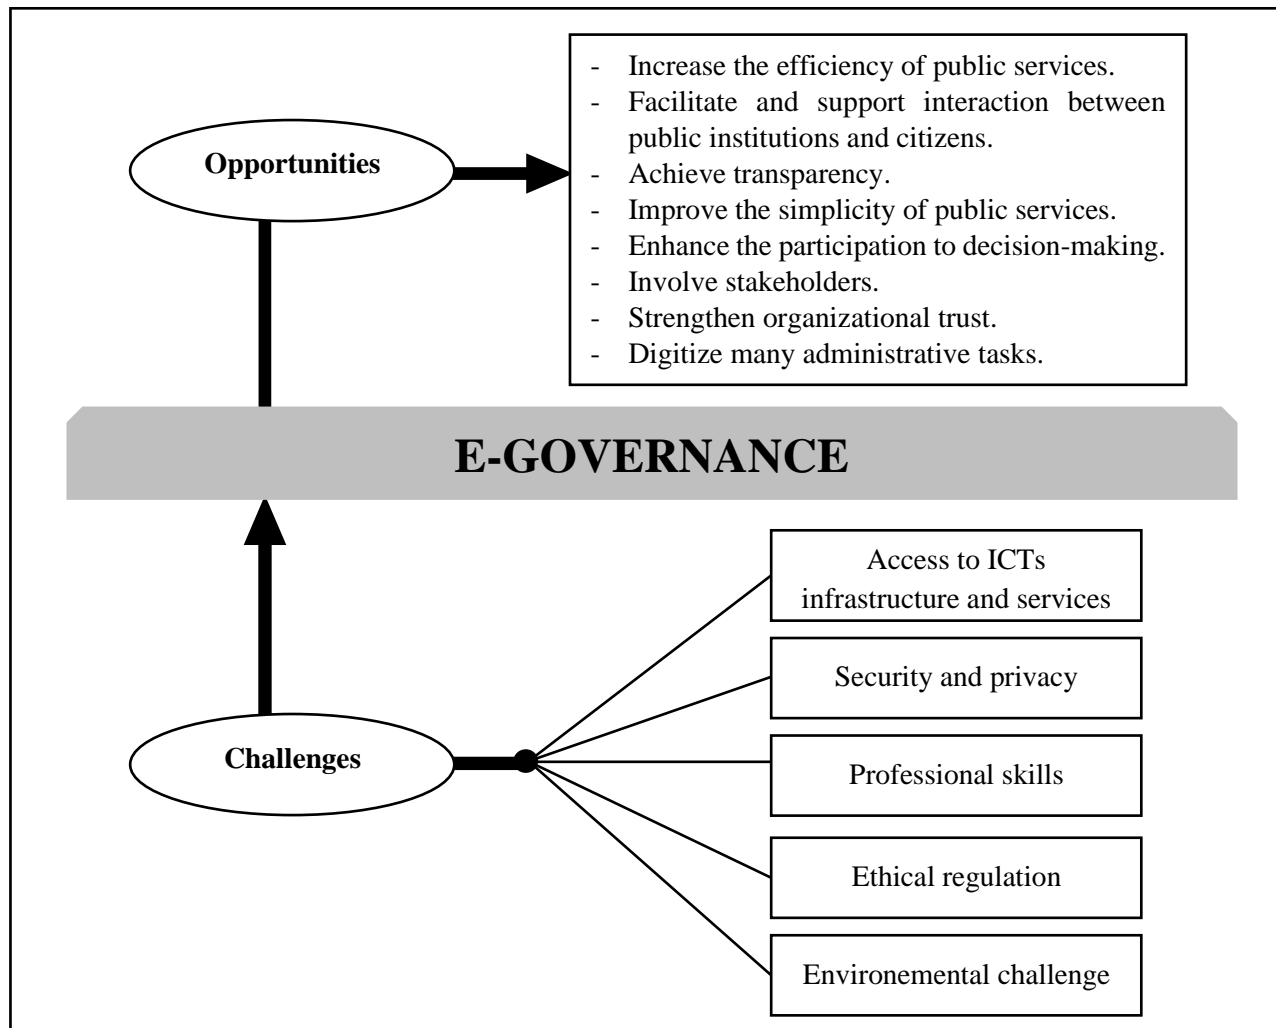 Opportunities
- Increase the efficiency of public services.
- Facilitate and support interaction between
public institutions and citizens.
- Achieve transparency.
- Improve the simplicity of public services.
- Enhance the participation to decision-making.
- Involve stakeholders.
- Strengthen organizational trust.
- Digitize many administrative tasks.
E-GOVERNANCE
Challenges
Access to ICTs
infrastructure and services
Security and privacy
Professional skills
Ethical regulation
Environemental challenge